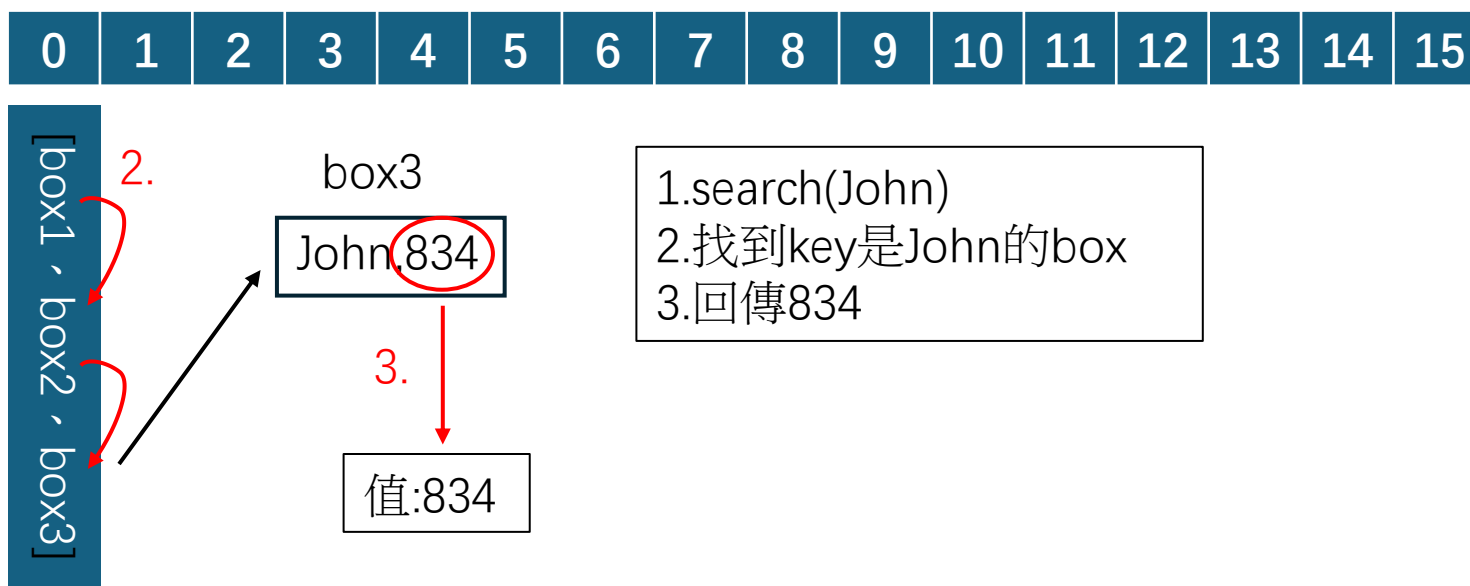 0 1 2 3 4 5 6 7 8 9 10 11 12 13 14 15
[box1、box2、box3]
2.
box3
John,834
3.
值:834
1.search(John)
2.找到key是John的box
3.回傳834